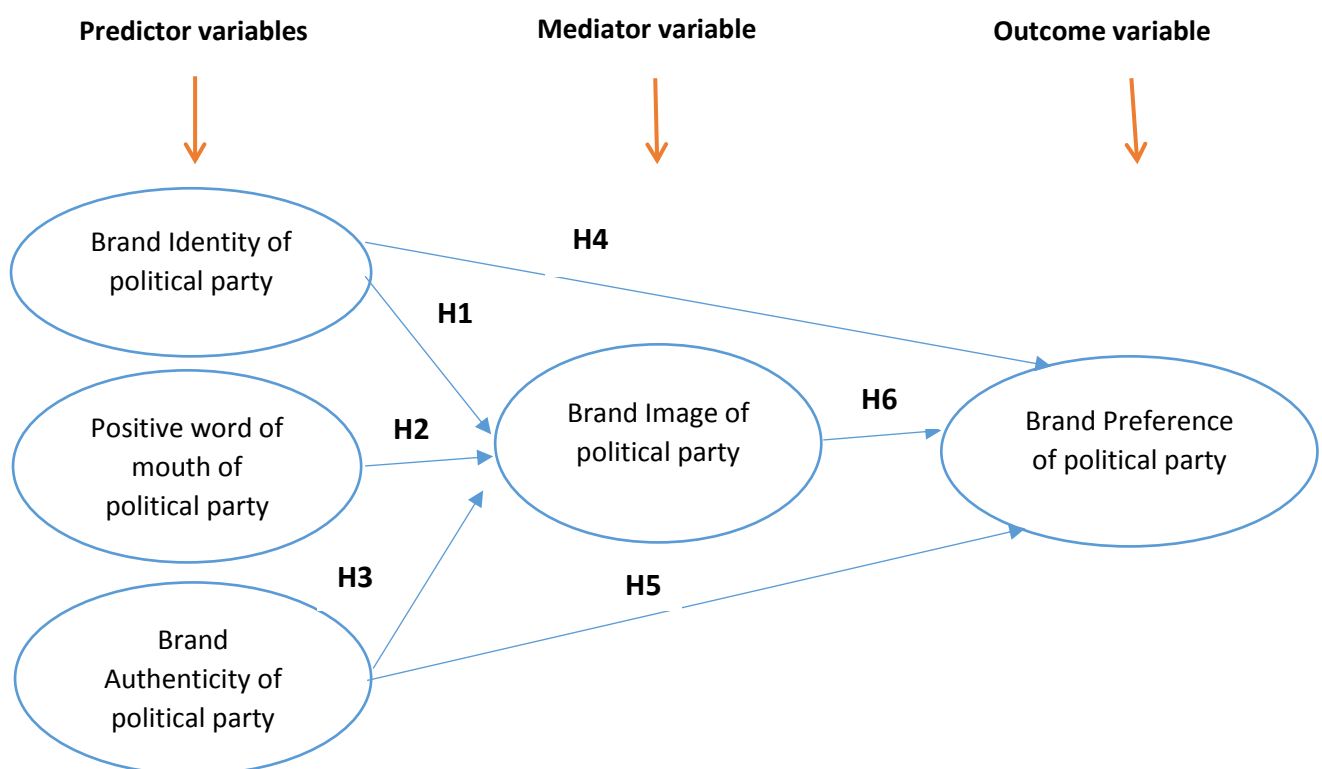 Predictor variables
Mediator variable
Outcome variable
Brand Identity of
political party
H4
H1
Positive word of
mouth of
political party
H2
Brand Image of
political party
H6
Brand Preference
of political party
H3
H5
Brand
Authenticity of
political party